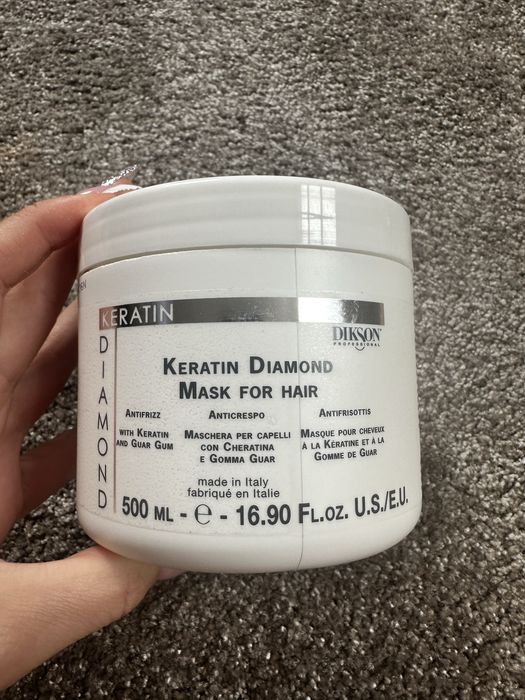 KERATIN
DIAMOND
DIKSON
PROFESSIONAL
KERATIN DIAMOND
MASK FOR HAIR
ANTIFRIZZ
WITH KERATIN
AND GUAR GUM
ANTICRESPO
MASCHERA PER CAPELLI
CON CHERATINA
E GOMMA GUAR
ANTIFRISOTTIS
MASQUE POUR CHEVEUX
À LA KÉRATINE ET À LA
GOMME DE GUAR
made in Italy
fabriqué en Italie
500 ML - ℮ - 16.90 FL.OZ. U.S./E.U.